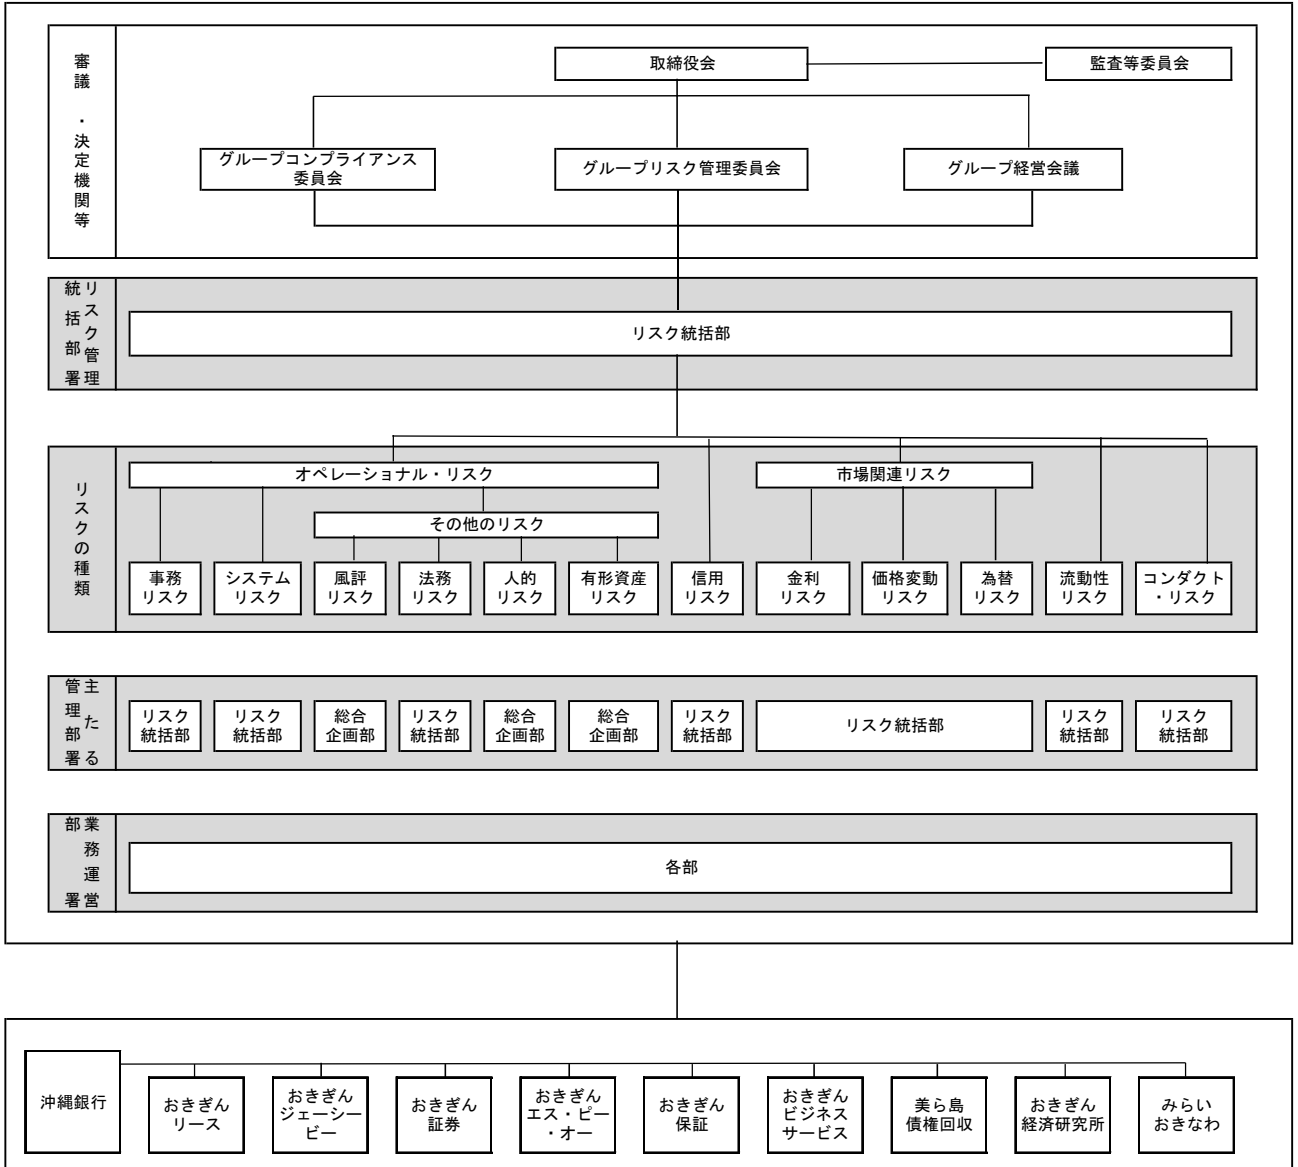 審議・決定機関等
取締役会
監査等委員会
グループコンプライアンス
委員会
グループリスク管理委員会
グループ経営会議
リスク管理
統括部署
リスク統括部
リスクの種類
オペレーショナル・リスク
市場関連リスク
その他のリスク
事務
リスク
システム
リスク
風評
リスク
法務
リスク
人的
リスク
有形資産
リスク
信用
リスク
金利
リスク
価格変動
リスク
為替
リスク
流動性
リスク
コンダクト
・リスク
主たる
管理部署
リスク
統括部
リスク
統括部
総合
企画部
リスク
統括部
総合
企画部
総合
企画部
リスク
統括部
リスク統括部
リスク
統括部
リスク
統括部
業務運営
部署
各部
沖縄銀行
おきぎん
リース
おきぎん
ジェーシー
ビー
おきぎん
証券
おきぎん
エス・ピー
・オー
おきぎん
保証
おきぎん
ビジネス
サービス
美ら島
債権回収
おきぎん
経済研究所
みらい
おきなわ